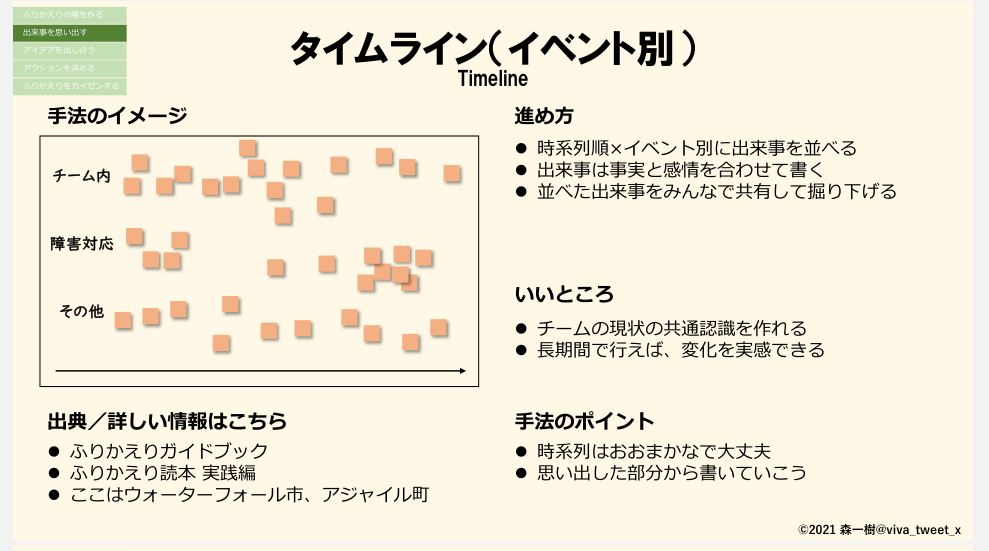 ふりかえりの場を作る
出来事を思い出す
アイデアを出し合う
アクションを決める
ふりかえりをカイゼンする
タイムライン(イベント別)
Timeline
手法のイメージ
チーム内
障害対応
その他
進め方
● 時系列順×イベント別に出来事を並べる
● 出来事は事実と感情を合わせて書く
● 並べた出来事をみんなで共有して掘り下げる
いいところ
● チームの現状の共通認識を作れる
● 長期間で行えば、変化を実感できる
出典／詳しい情報はこちら
● ふりかえりガイドブック
● ふりかえり読本 実践編
● ここはウォーターフォール市、アジャイル町
手法のポイント
● 時系列はおおまかなで大丈夫
● 思い出した部分から書いていこう
©2021 森一樹@viva_tweet_x